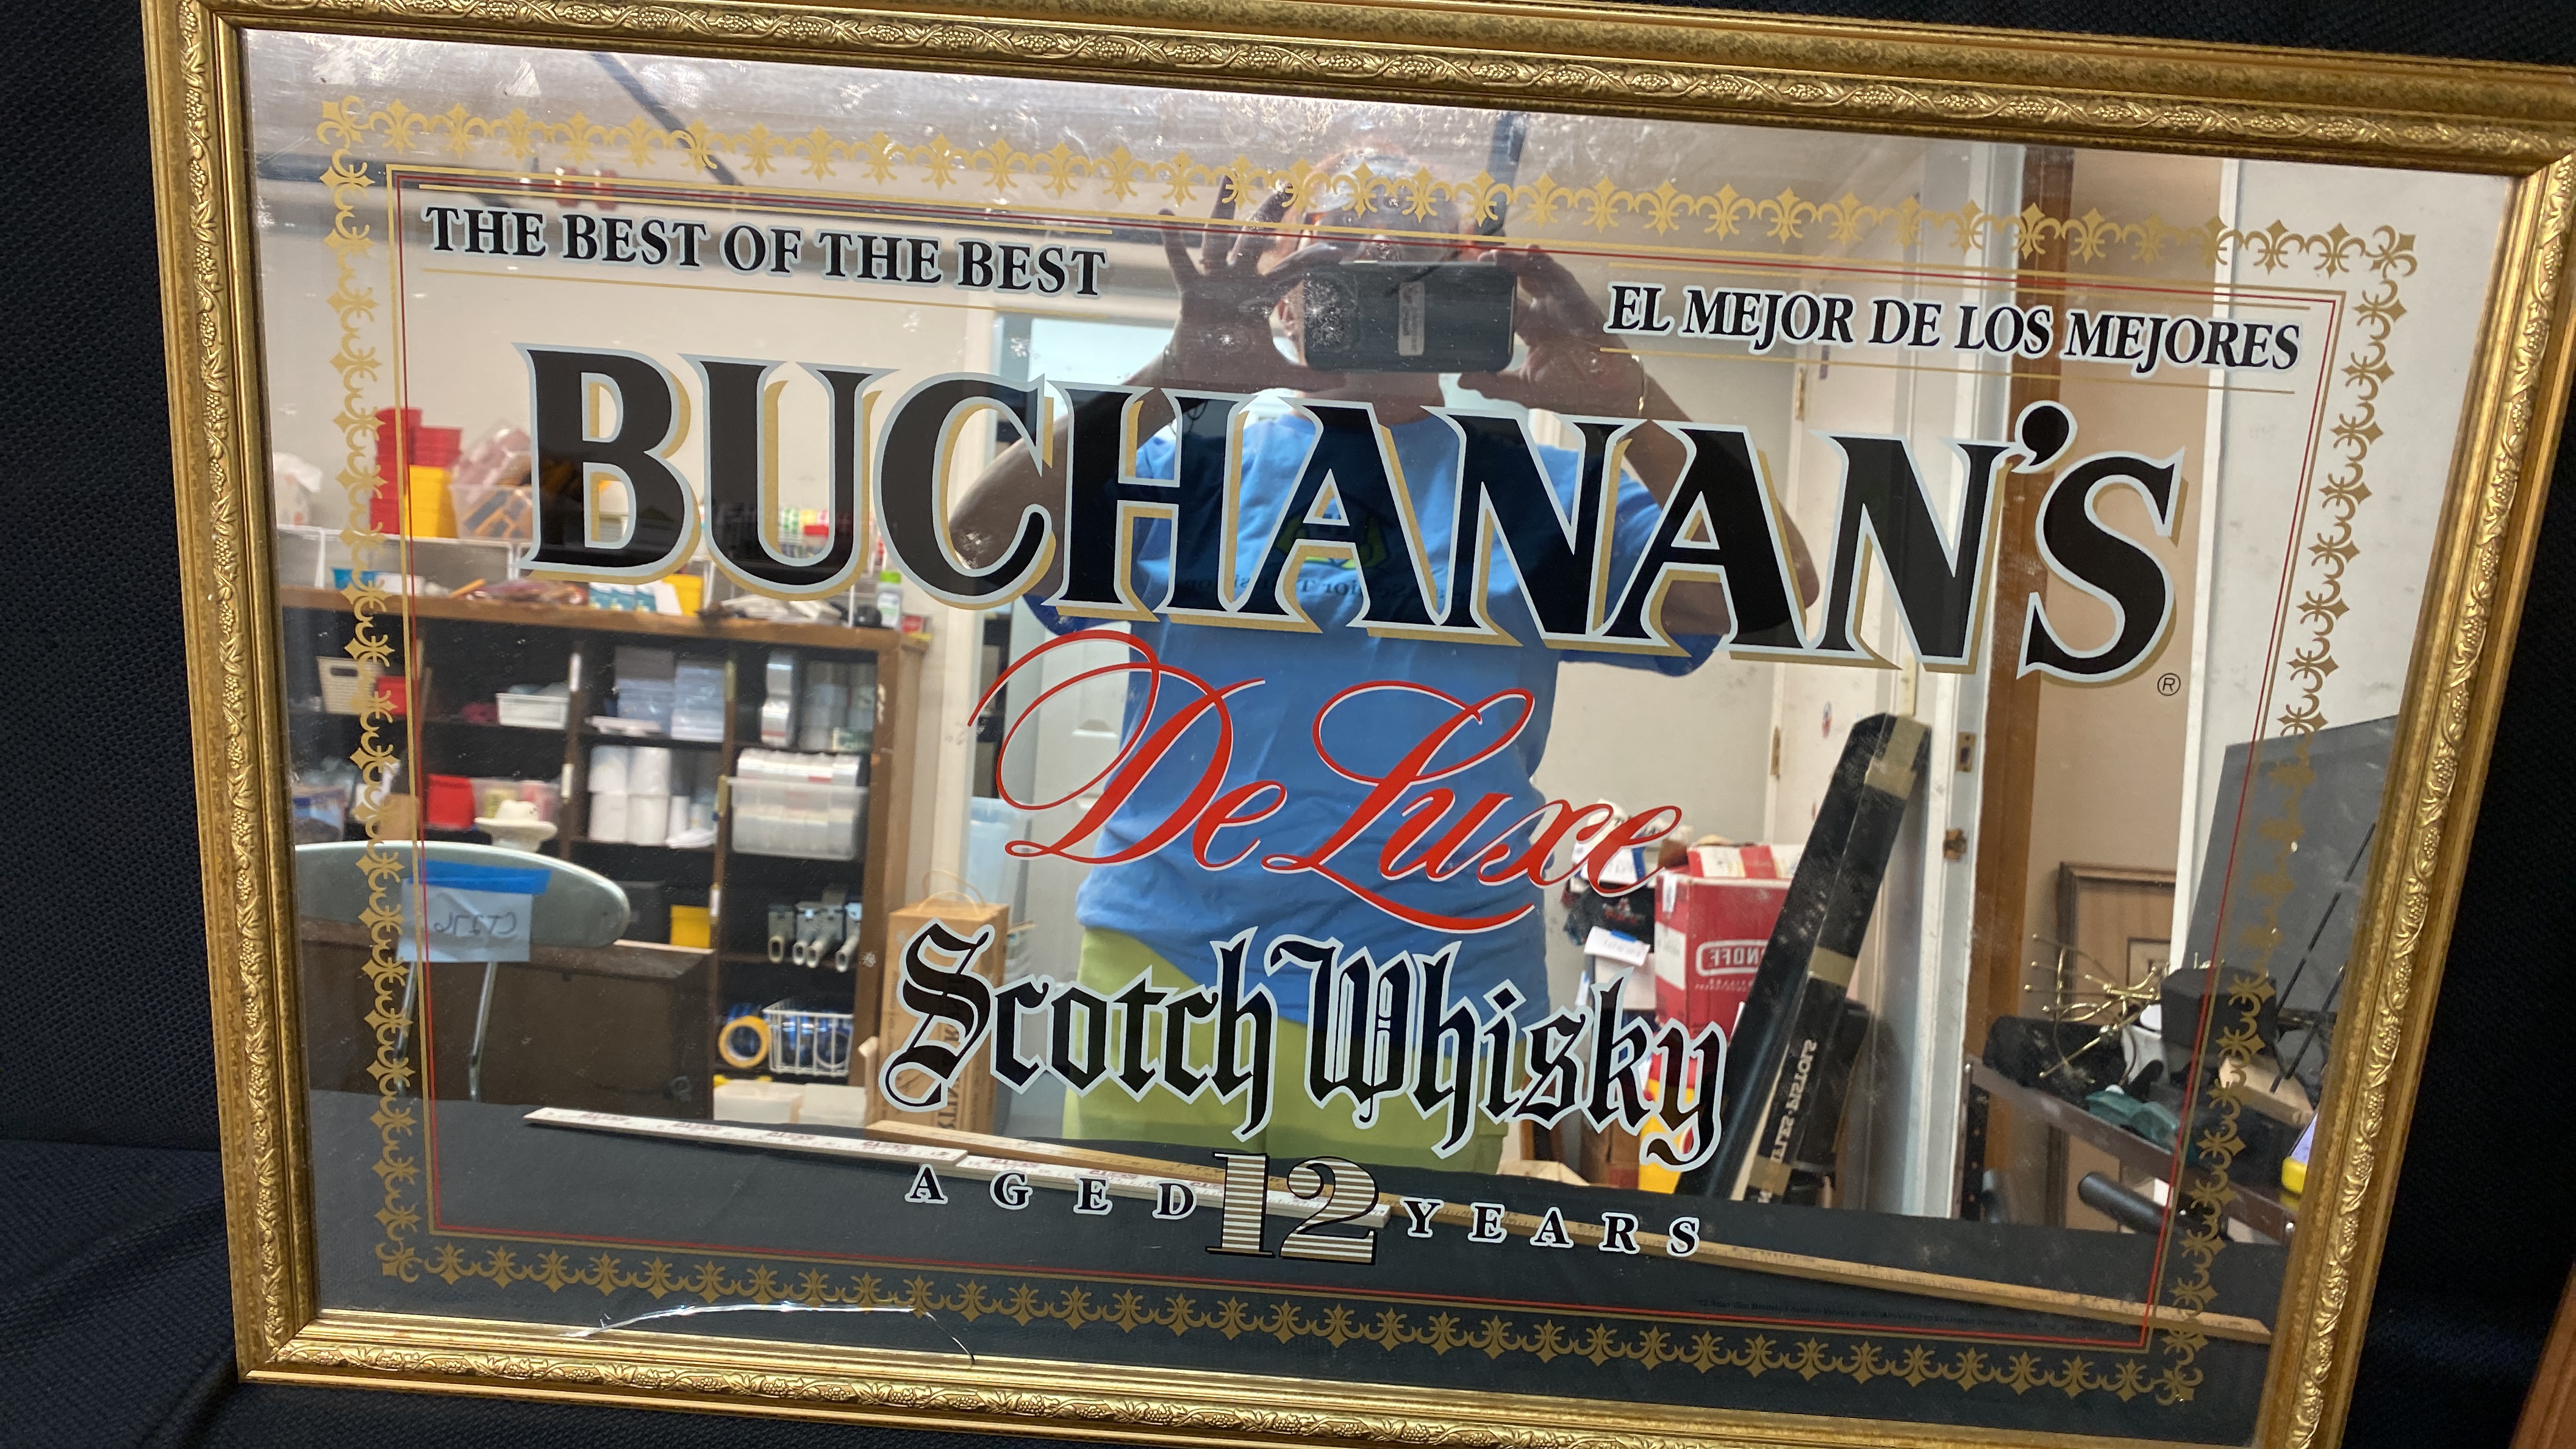 THE BEST OF THE BEST
EL MEJOR DE LOS MEJORES
BUCHANAN'S
®
De Luxe
Scotch Whisky
AGED 12 YEARS